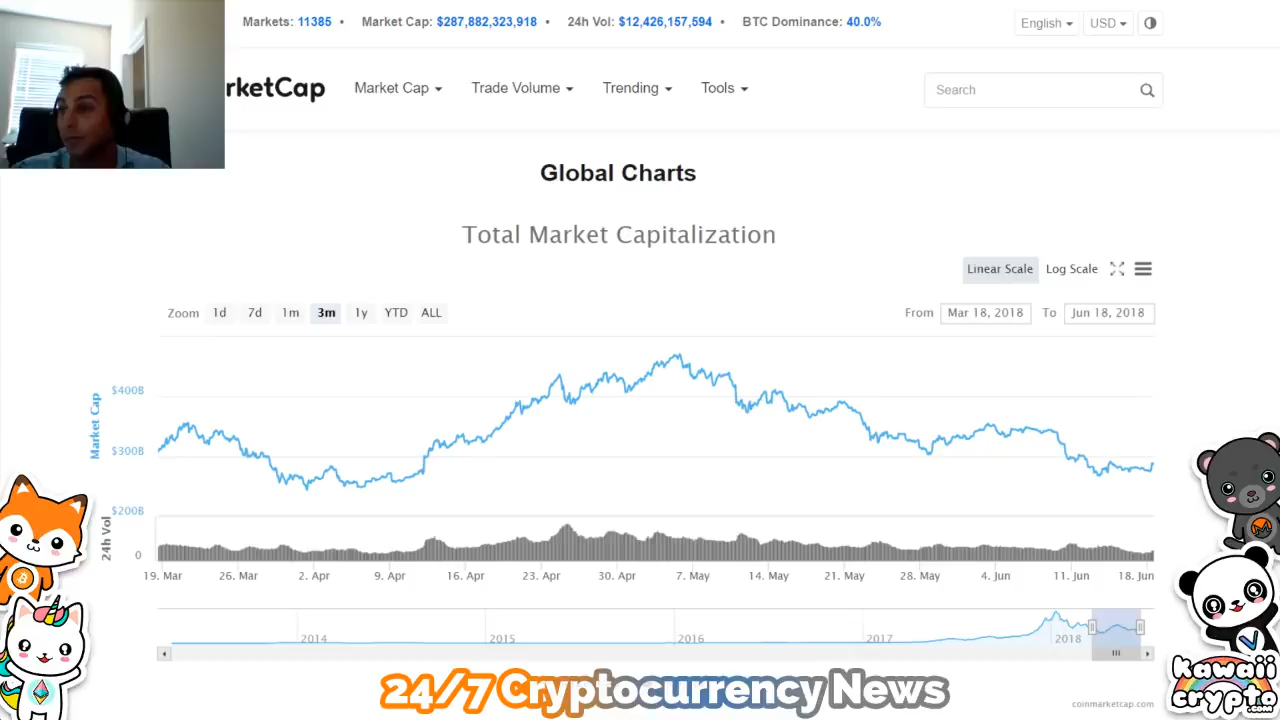 Markets: 11385 • Market Cap: $287,882,323,918 • 24h Vol: $12,426,157,594 • BTC Dominance: 40.0%
English USD
rketCap Market Cap Trade Volume Trending Tools Search
Global Charts
Total Market Capitalization
Linear Scale Log Scale
Zoom 1d 7d 1m 3m 1y YTD ALL From Mar 18, 2018 To Jun 18, 2018
Market Cap
$400B
$300B
$200B
24h Vol
0
19. Mar 26. Mar 2. Apr 9. Apr 16. Apr 23. Apr 30. Apr 7. May 14. May 21. May 28. May 4. Jun 11. Jun 18. Jun
2014 2015 2016 2017 2018
24/7 Cryptocurrency News
coinmarketcap.com
kawaii
crypto
.com